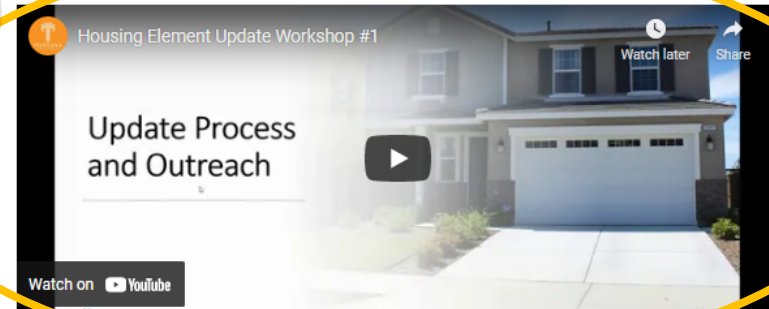 Housing Element Update Workshop #1
Watch later
Share
Update Process
and Outreach
Watch on YouTube